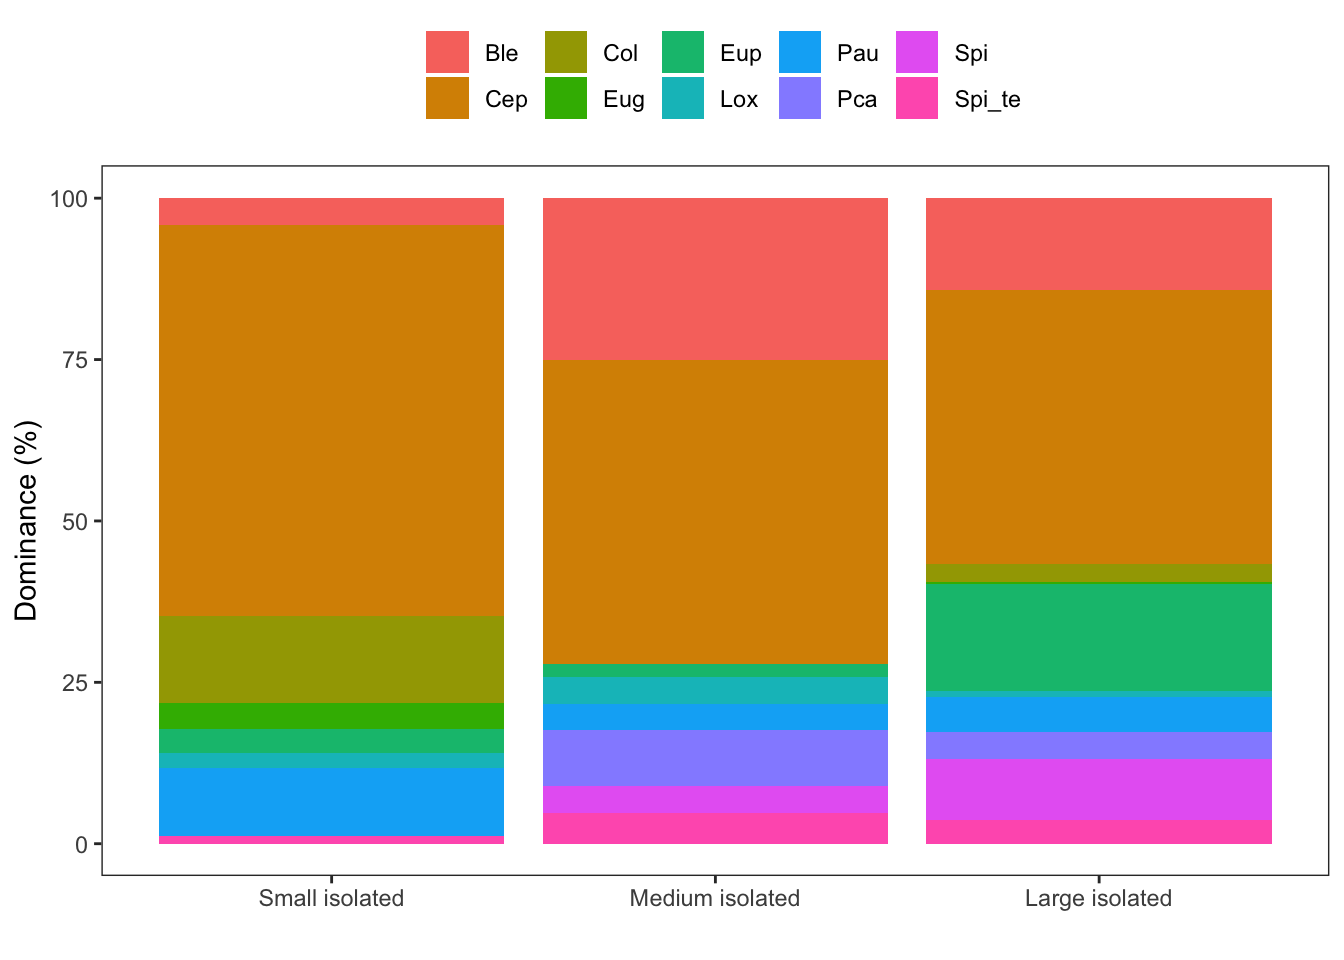 Ble Col Eup Pau Spi
Cep Eug Lox Pca Spi_te
Dominance (%)
100
75
50
25
0
Small isolated Medium isolated Large isolated